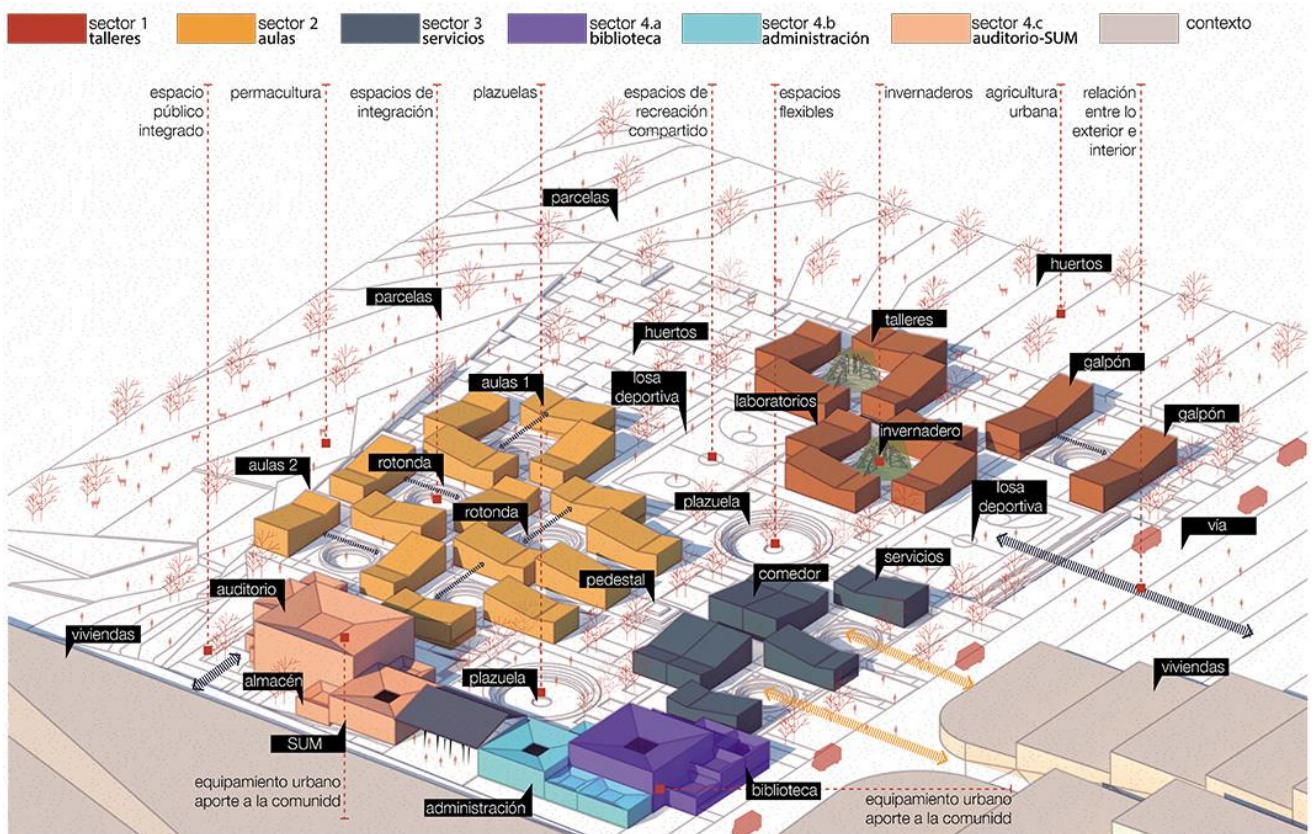 sector 1
talleres
sector 2
aulas
sector 3
servicios
sector 4.a
biblioteca
sector 4.b
administración
sector 4.c
auditorio-SUM
contexto
espacio
público
integrado
permacultura
espacios de
integración
plazuelas
espacios de
recreación
compartido
espacios
flexibles
invernaderos
agricultura
urbana
relación
entre lo
exterior e
interior
parcelas
huertos
parcelas
talleres
huertos
galpón
aulas 1
losa
deportiva
laboratorios
galpón
invernadero
aulas 2
rotonda
losa
deportiva
plazuela
rotonda
vía
servicios
comedor
pedestal
auditorio
viviendas
viviendas
almacén
plazuela
SUM
equipamiento urbano
aporte a la comunidd
administración
biblioteca
equipamiento urbano
aporte a la comunidd